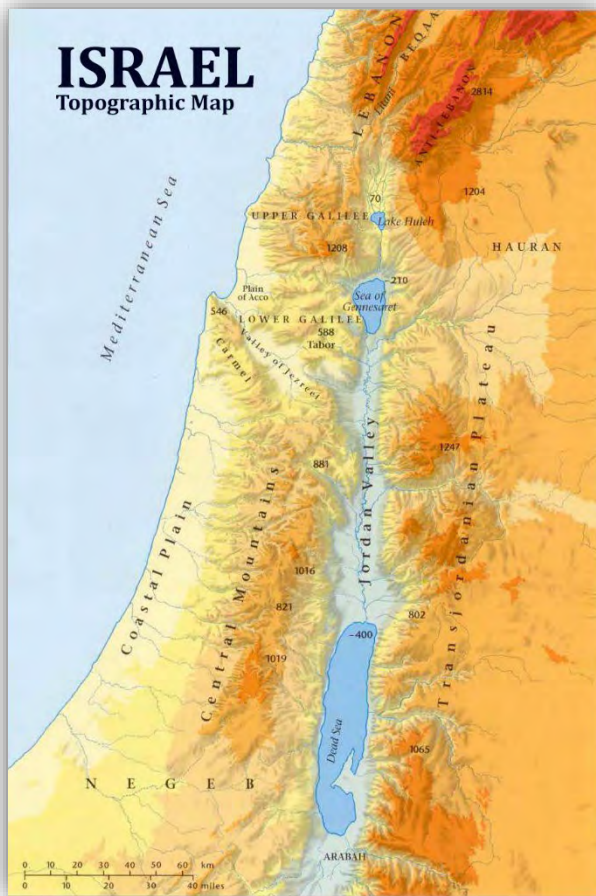 ISRAEL
Topographic Map
LEBANON
BEQAA
Litani
ANTI-LEBANON
2814
1204
70
UPPER GALILEE
Lake Huleh
1208
HAURAN
Mediterranean Sea
-210
Plain
of Acco
Sea of
Gennesaret
546
LOWER GALILEE
588
Tabor
Carmel
Valley of Jezreel
Transjordanian Plateau
Jordan Valley
1247
881
Coastal Plain
Central Mountains
1016
821
802
-400
1019
Dead Sea
1065
NEGEB
ARABAH
0 10 20 30 40 50 60 km
0 10 20 30 40 miles